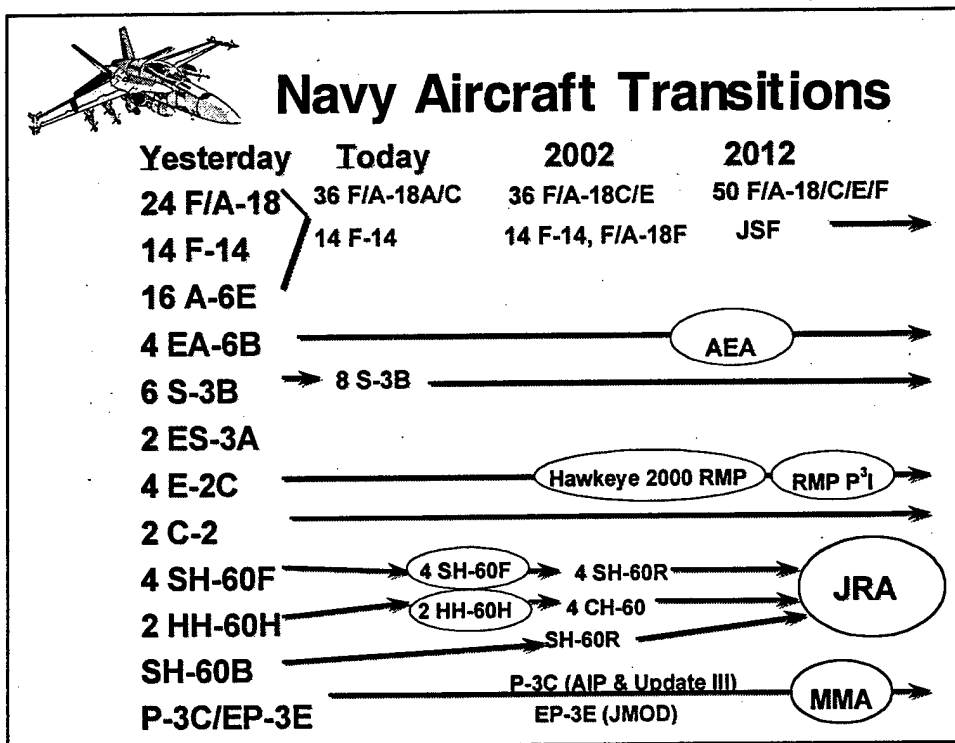 Navy Aircraft Transitions
Yesterday Today 2002 2012
24 F/A-18 36 F/A-18A/C 36 F/A-18C/E 50 F/A-18/C/E/F
14 F-14 14 F-14 14 F-14, F/A-18F JSF
16 A-6E
4 EA-6B AEA
6 S-3B 8 S-3B
2 ES-3A
4 E-2C Hawkeye 2000 RMP RMP P³I
2 C-2
4 SH-60F 4 SH-60F 4 SH-60R JRA
2 HH-60H 2 HH-60H 4 CH-60
SH-60R
SH-60B
P-3C (AIP & Update III) MMA
P-3C/EP-3E EP-3E (JMOD)